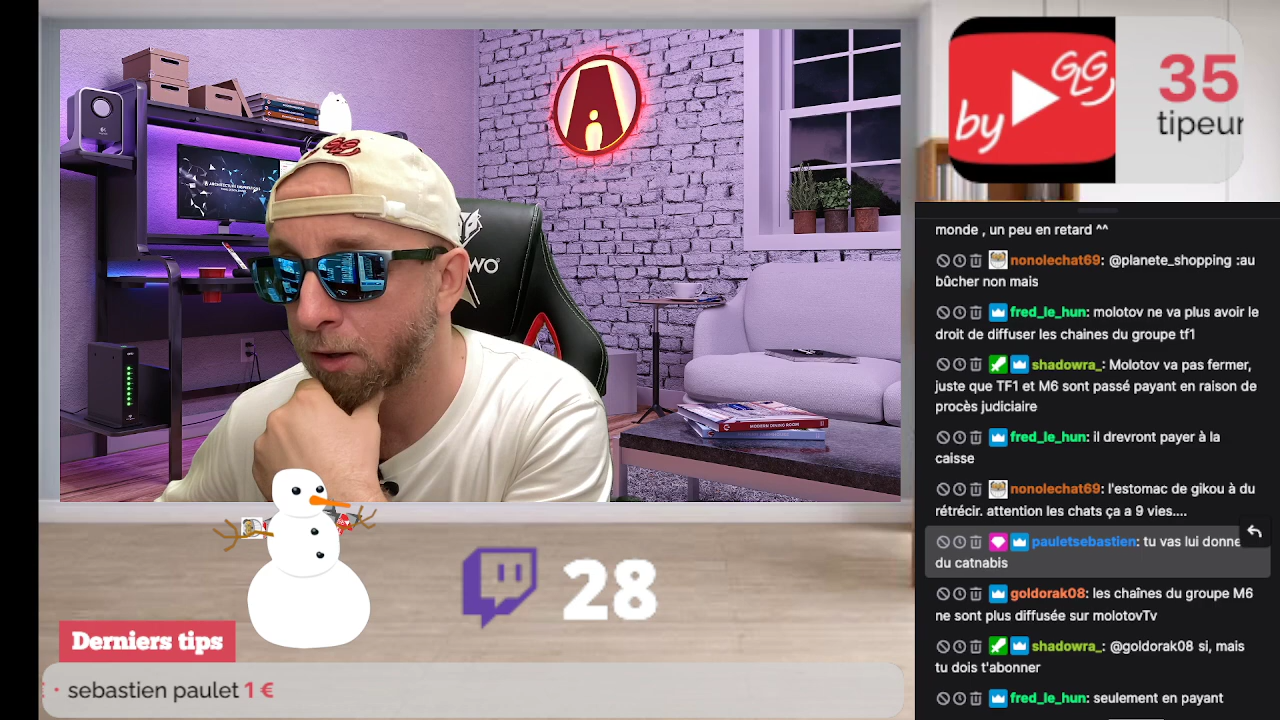 by GGLJ
35
tipeur
monde , un peu en retard ^^
nonolechat69: @planete_shopping :au
bûcher non mais
fred_le_hun: molotov ne va plus avoir le
droit de diffuser les chaines du groupe tf1
shadowra_: Molotov va pas fermer,
juste que TF1 et M6 sont passé payant en raison de
procès judiciaire
fred_le_hun: il drevront payer à la
caisse
nonolechat69: l'estomac de gikou à du
rétrécir. attention les chats ça a 9 vies....
pauletsebastien: tu vas lui donne
du catnabis
goldorak08: les chaînes du groupe M6
ne sont plus diffusée sur molotovTv
shadowra_: @goldorak08 si, mais
tu dois t'abonner
fred_le_hun: seulement en payant
MODERN DINING ROOM
28
Derniers tips
sebastien paulet 1 €